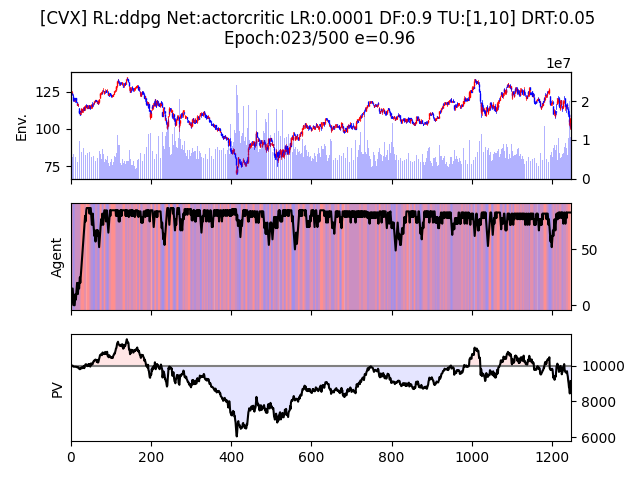 [CVX] RL:ddpg Net:actorcritic LR:0.0001 DF:0.9 TU:[1,10] DRT:0.05
Epoch:023/500 e=0.96
1e7
Env.
125
100
75
2
1
0
Agent
50
0
PV
10000
8000
6000
0 200 400 600 800 1000 1200